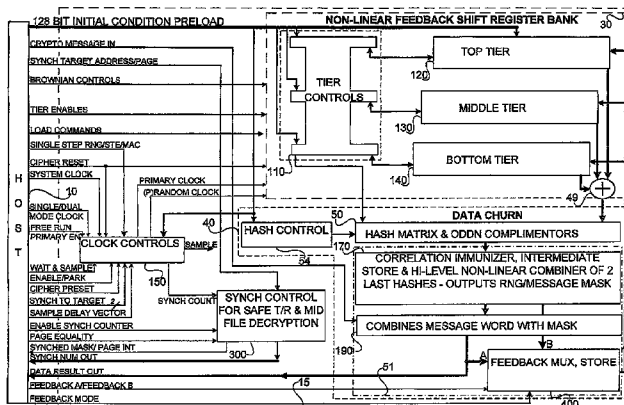 128 BIT INITIAL CONDITION PRELOAD
NON-LINEAR FEEDBACK SHIFT REGISTER BANK
30
CRYPTO MESSAGE IN
SYNCH TARGET ADDRESS/PAGE
BROWNIAN CONTROLS
TIER ENABLES
LOAD COMMANDS
SINGLE STEP RNG/STE/MAC
CIPHER RESET
SYSTEM CLOCK
10
HOST
SINGLE/DUAL
MODE CLOCK
FREE RUN
PRIMARY EN
PRIMARY CLOCK
(P)RANDOM CLOCK
TIER
CONTROLS
110
TOP TIER
120
MIDDLE TIER
130
BOTTOM TIER
140
49
DATA CHURN
CLOCK CONTROLS
150
SAMPLE
40
HASH CONTROL
54
50
HASH MATRIX & ODDN COMPLIMENTORS
170
CORRELATION IMMUNIZER, INTERMEDIATE
STORE & HI-LEVEL NON-LINEAR COMBINER OF 2
LAST HASHES - OUTPUTS RNG/MESSAGE MASK
WAIT & SAMPLE
ENABLE/PARK
CIPHER PRESET
SYNCH TO TARGET 2
SAMPLE DELAY VECTOR
ENABLE SYNCH COUNTER
PAGE EQUALITY
SYNCHED MASK/ PAGE INT
SYNCH NUM OUT
SYNCH COUNT
SYNCH CONTROL
FOR SAFE T/R & MID
FILE DECRYPTION
300
COMBINES MESSAGE WORD WITH MASK
190
A
B
FEEDBACK MUX, STORE
400
DATA RESULT OUT
51
FEEDBACK A/FEEDBACK B
15
FEEDBACK MODE